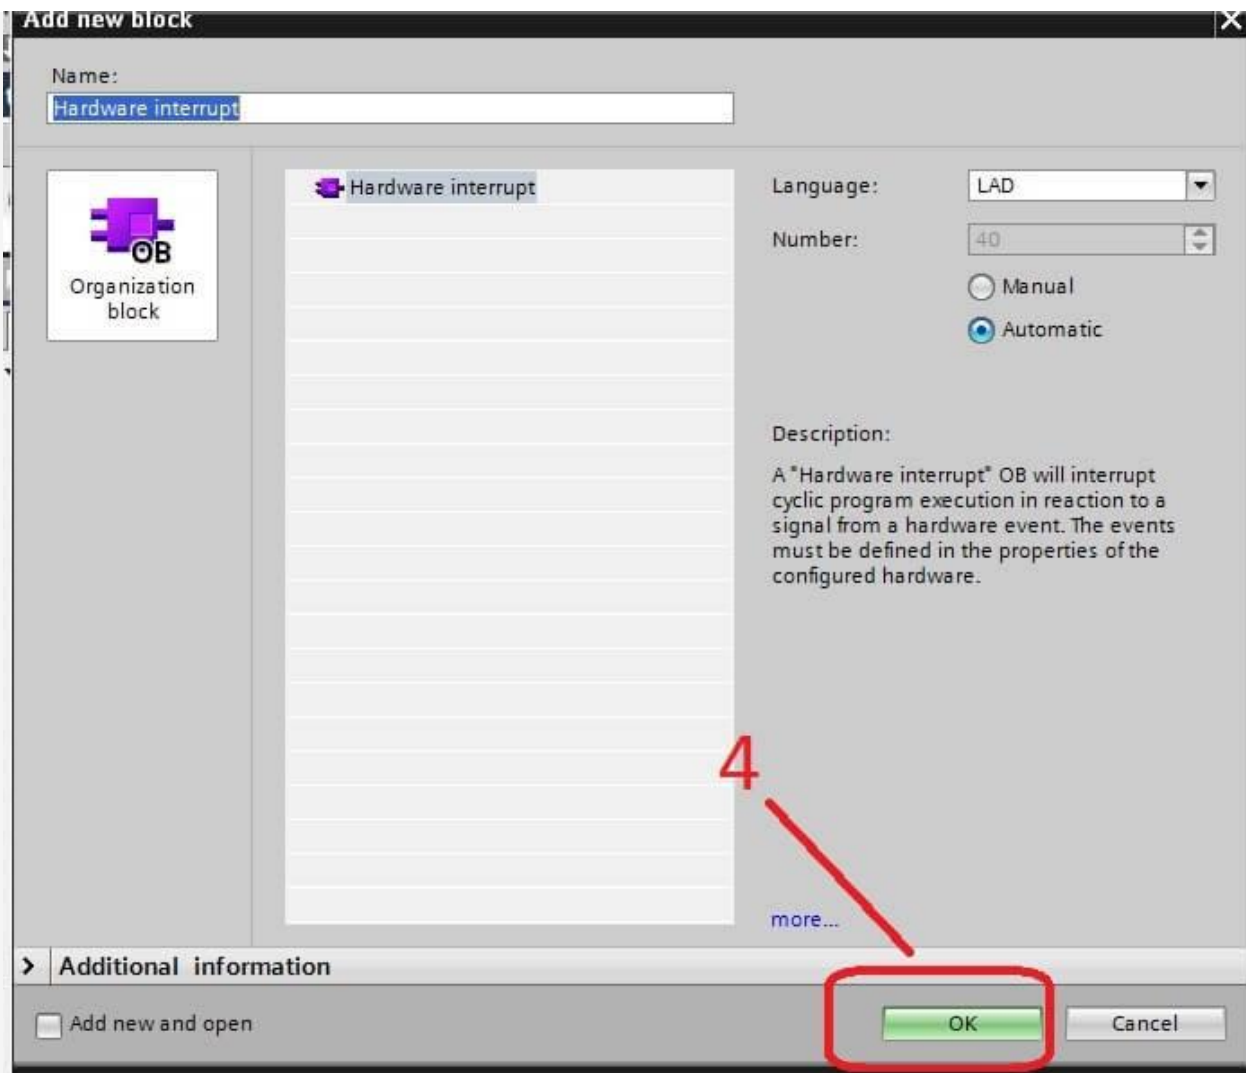 Add new block
Name:
Hardware interrupt
OB
Organization
block
Hardware interrupt
Language:
LAD
Number:
40
Manual
Automatic
Description:
A "Hardware interrupt" OB will interrupt
cyclic program execution in reaction to a
signal from a hardware event. The events
must be defined in the properties of the
configured hardware.
4
more...
> Additional information
Add new and open
OK
Cancel